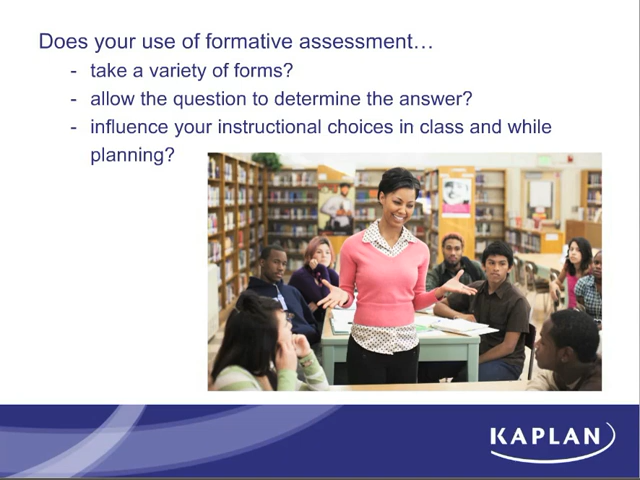 Does your use of formative assessment…
- take a variety of forms?
- allow the question to determine the answer?
- influence your instructional choices in class and while
planning?
KAPLAN